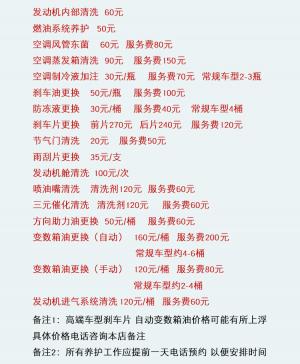 发动机内部清洗 60元
燃油系统养护 50元
空调风管东菌 60元 服务费80元
空调蒸发箱清洗 90元 服务费150元
空调制冷液加注 30元/瓶 服务费70元 常规车型2-3瓶
刹车油更换 50元/瓶 服务费100元
防冻液更换 30元/桶 服务费40元 常规车型4桶
刹车片更换 前片270元 后片240元 服务费120元
节气门清洗 20元 服务费50元
雨刮片更换 35元/支
发动机舱清洗 100元/次
喷油嘴清洗 清洗剂120元 服务费60元
三元催化清洗 清洗剂120元 服务费60元
方向助力油更换 50元/桶 服务费60元
变数箱油更换（自动） 160元/桶 服务费200元
常规车型约4-6桶
变数箱油更换（手动） 120元/桶 服务费80元
常规车型约2-4桶
发动机进气系统清洗 120元/桶 服务费60元
备注1：高端车型刹车片 自动变数箱油价格可能有所上浮
具体价格电话咨询本店备注
备注2：所有养护工作应提前一天电话预约 以便安排时间